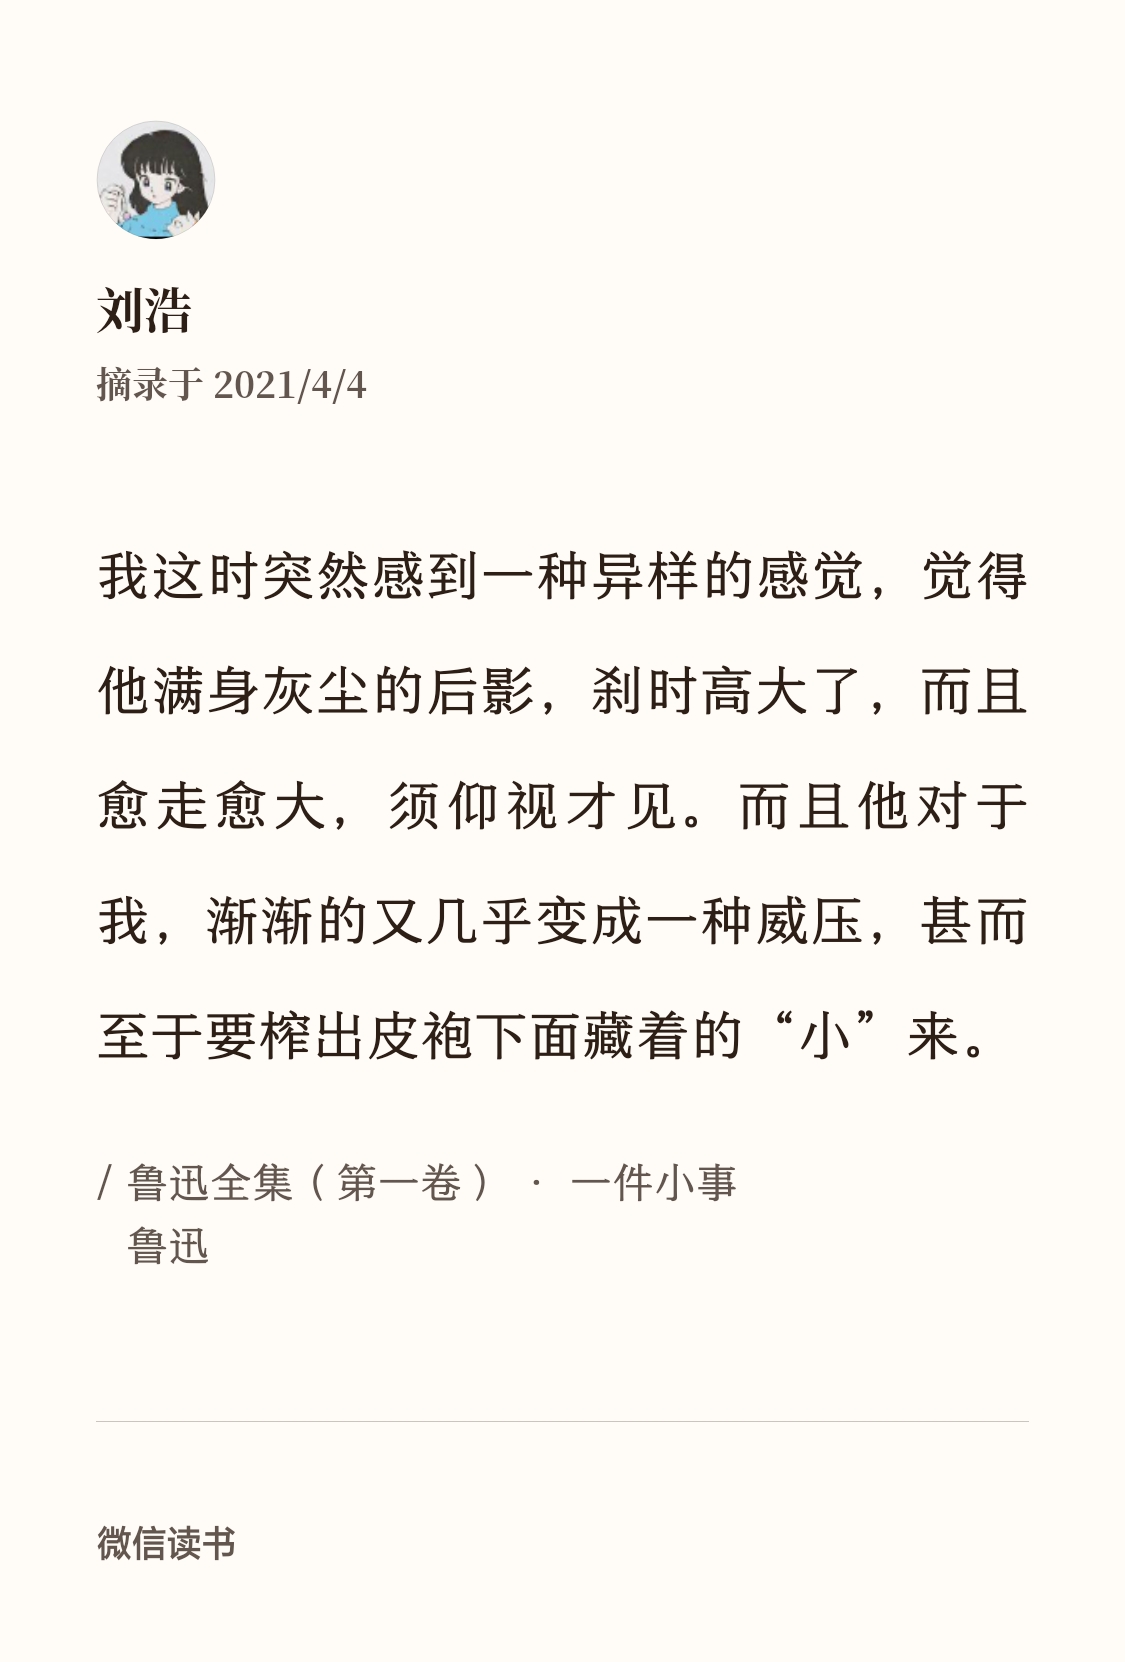 刘浩
摘录于 2021/4/4
我这时突然感到一种异样的感觉，觉得
他满身灰尘的后影，刹时高大了，而且
愈走愈大，须仰视才见。而且他对于
我，渐渐的又几乎变成一种威压，甚而
至于要榨出皮袍下面藏着的“小”来。
/ 鲁迅全集（第一卷） · 一件小事
鲁迅
微信读书